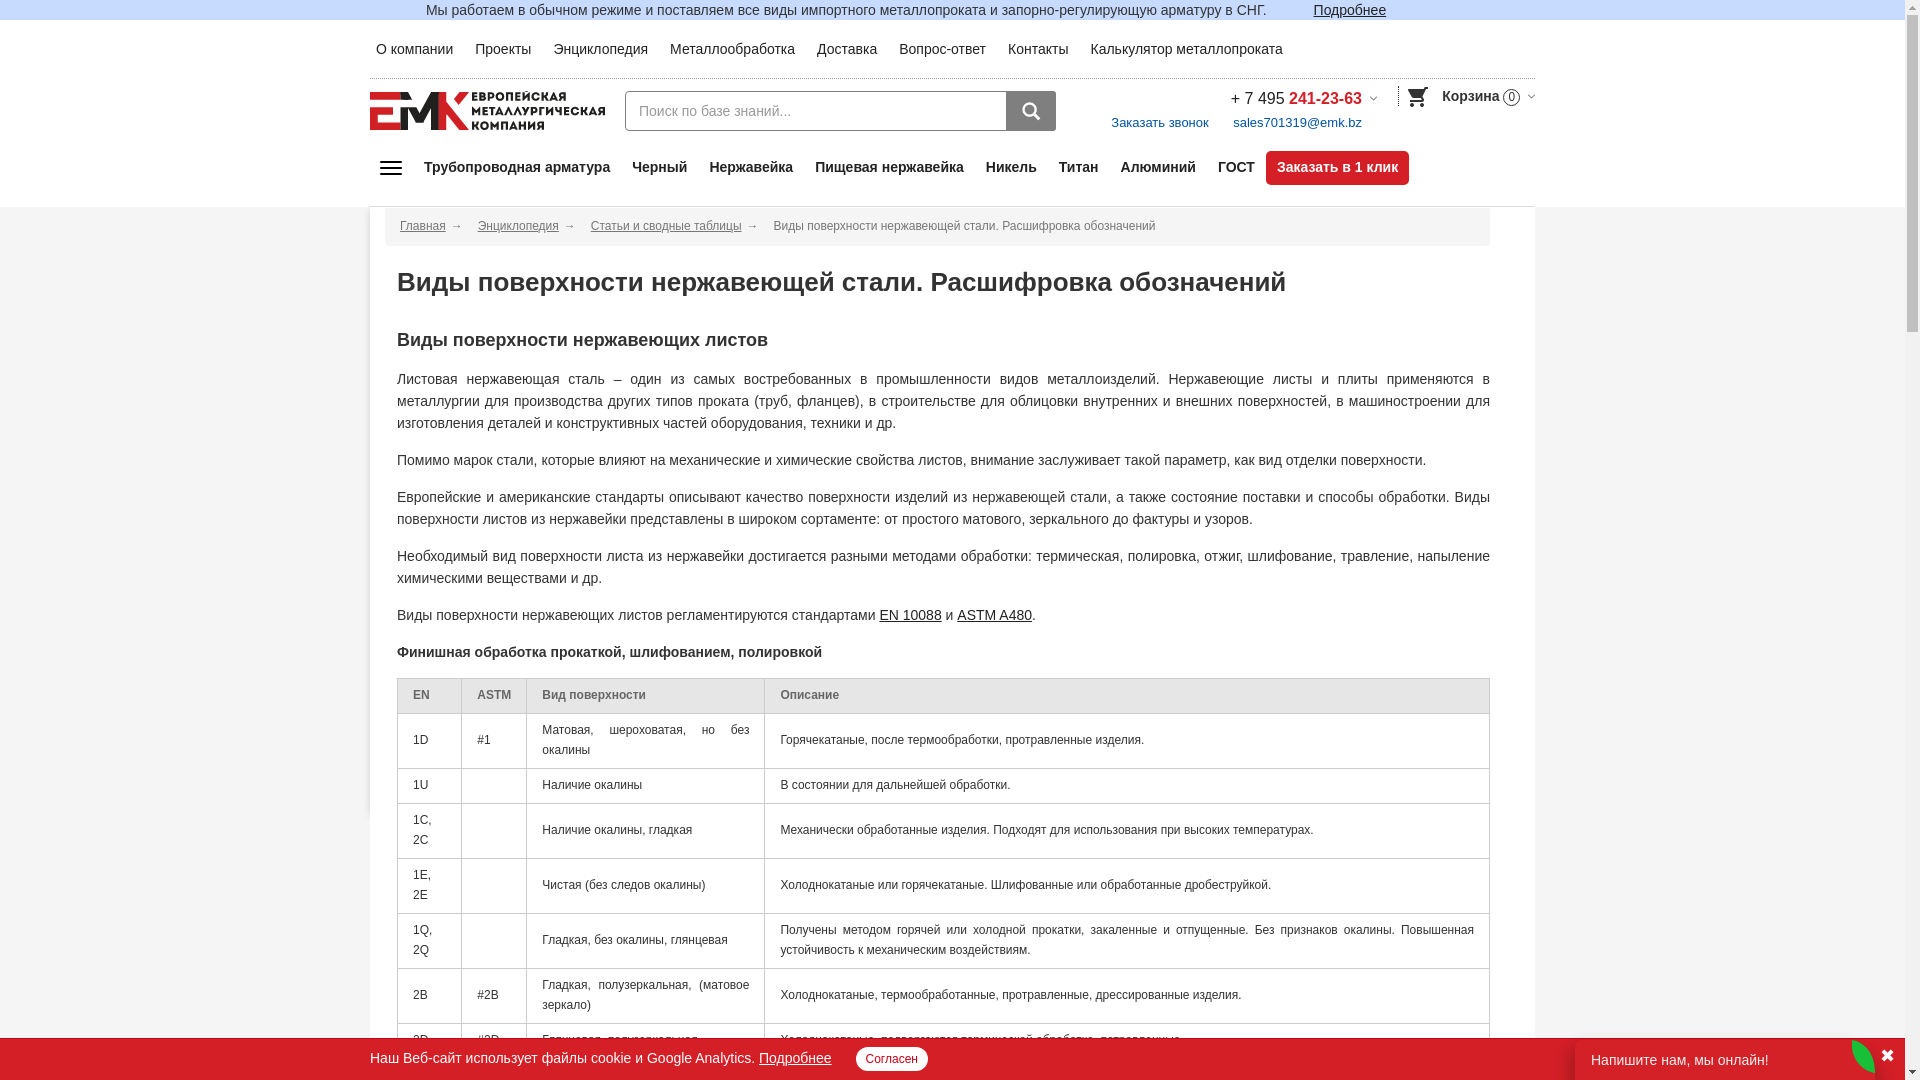 Мы работаем в обычном режиме и поставляем все виды импортного металлопроката и запорно-регулирующую арматуру в СНГ. Подробнее
О компании Проекты Энциклопедия Металлообработка Доставка Вопрос-ответ Контакты Калькулятор металлопроката
ЕМК ЕВРОПЕЙСКАЯ
МЕТАЛЛУРГИЧЕСКАЯ
КОМПАНИЯ
Поиск по базе знаний...
+ 7 495 241-23-63
Корзина 0
Заказать звонок sales701319@emk.bz
Трубопроводная арматура Черный Нержавейка Пищевая нержавейка Никель Титан Алюминий ГОСТ Заказать в 1 клик
Главная → Энциклопедия → Статьи и сводные таблицы → Виды поверхности нержавеющей стали. Расшифровка обозначений
Виды поверхности нержавеющей стали. Расшифровка обозначений
Виды поверхности нержавеющих листов
Листовая нержавеющая сталь – один из самых востребованных в промышленности видов металлоизделий. Нержавеющие листы и плиты применяются в
металлургии для производства других типов проката (труб, фланцев), в строительстве для облицовки внутренних и внешних поверхностей, в машиностроении для
изготовления деталей и конструктивных частей оборудования, техники и др.
Помимо марок стали, которые влияют на механические и химические свойства листов, внимание заслуживает такой параметр, как вид отделки поверхности.
Европейские и американские стандарты описывают качество поверхности изделий из нержавеющей стали, а также состояние поставки и способы обработки. Виды
поверхности листов из нержавейки представлены в широком сортаменте: от простого матового, зеркального до фактуры и узоров.
Необходимый вид поверхности листа из нержавейки достигается разными методами обработки: термическая, полировка, отжиг, шлифование, травление, напыление
химическими веществами и др.
Виды поверхности нержавеющих листов регламентируются стандартами EN 10088 и ASTM A480.
Финишная обработка прокаткой, шлифованием, полировкой
EN ASTM Вид поверхности Описание
1D #1 Матовая, шероховатая, но без
окалины
Горячекатаные, после термообработки, протравленные изделия.
1U Наличие окалины В состоянии для дальнейшей обработки.
1C,
2C
Наличие окалины, гладкая Механически обработанные изделия. Подходят для использования при высоких температурах.
1E,
2E
Чистая (без следов окалины) Холоднокатаные или горячекатаные. Шлифованные или обработанные дробеструйкой.
1Q,
2Q
Гладкая, без окалины, глянцевая
Получены методом горячей или холодной прокатки, закаленные и отпущенные. Без признаков окалины. Повышенная
устойчивость к механическим воздействиям.
2B #2B Гладкая, полузеркальная, (матовое
зеркало)
Холоднокатаные, термообработанные, протравленные, дрессированные изделия.
Наш Веб-сайт использует файлы cookie и Google Analytics. Подробнее Согласен
Напишите нам, мы онлайн!